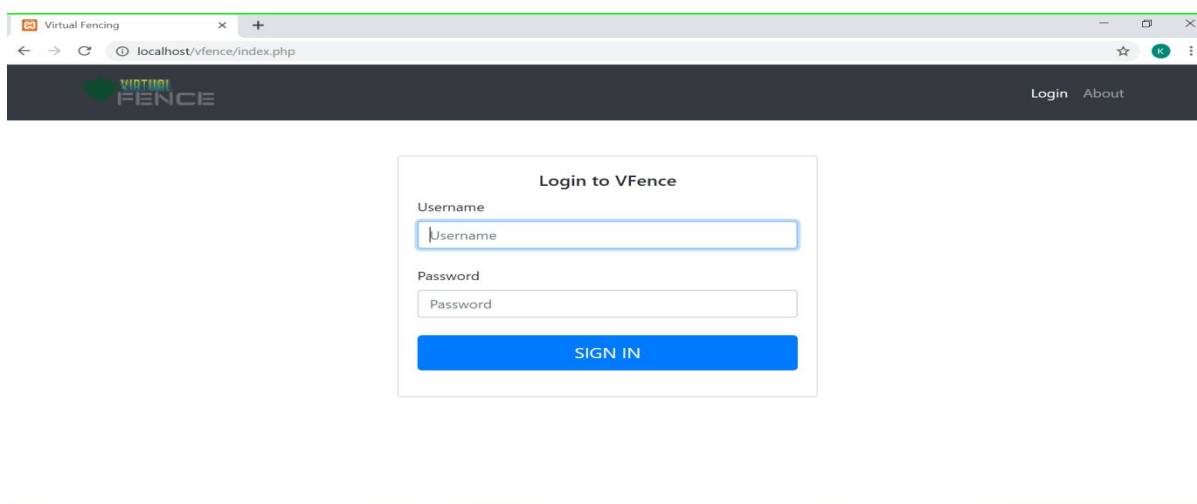 Virtual Fencing
localhost/vfence/index.php
K
VIRTUAL
FENCE
Login About
Login to VFence
Username
Username
Password
Password
SIGN IN